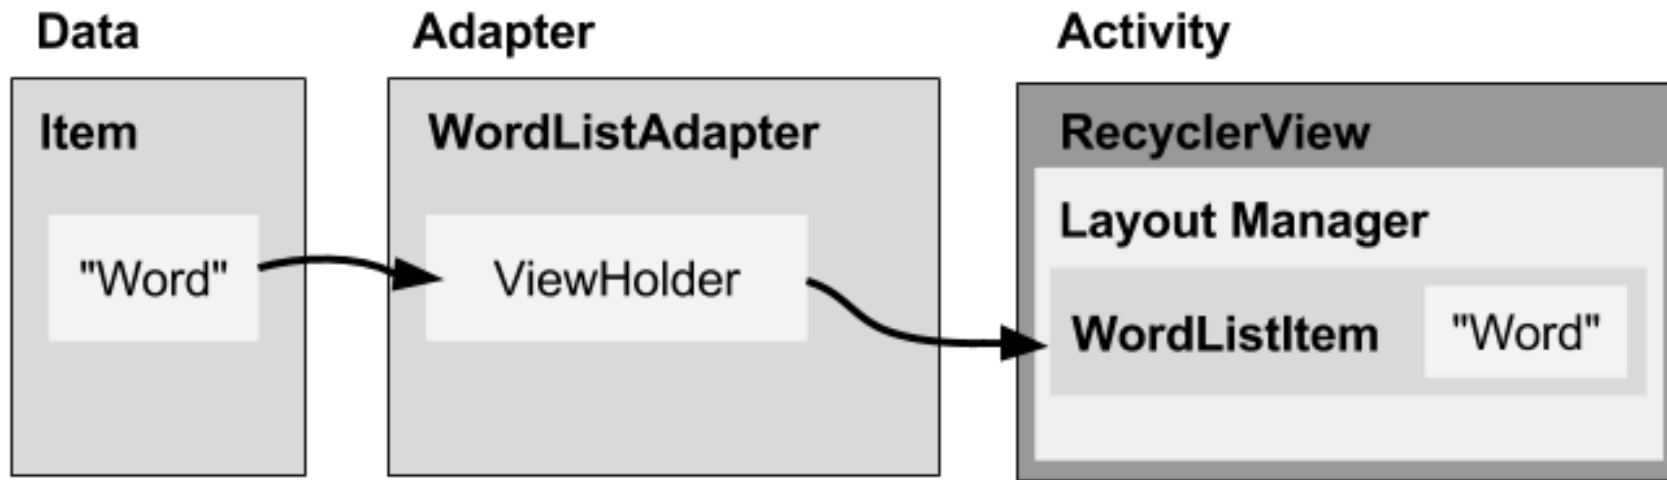 Data
Adapter
Activity
Item
WordListAdapter
RecyclerView
Layout Manager
"Word"
ViewHolder
WordListItem
"Word"